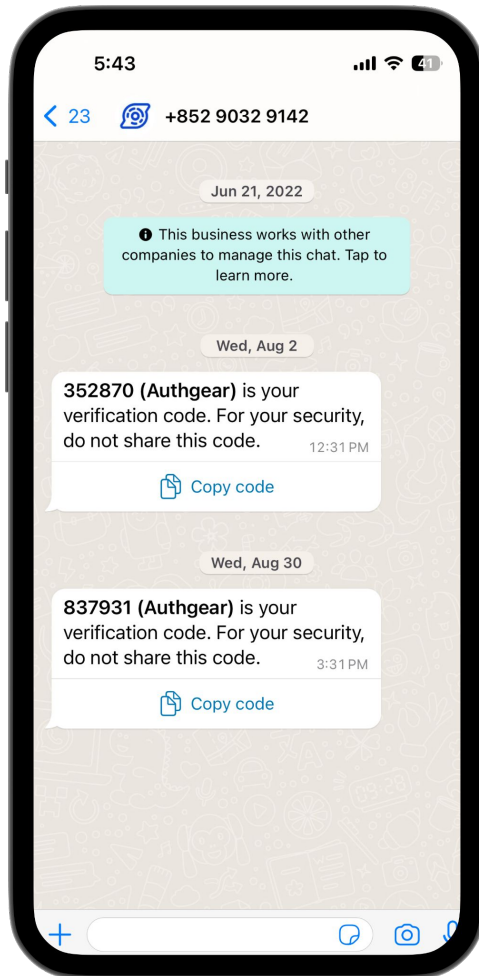 5:43
41
23
+852 9032 9142
Jun 21, 2022
This business works with other
companies to manage this chat. Tap to
learn more.
Wed, Aug 2
352870 (Authgear) is your
verification code. For your security,
do not share this code.
12:31 PM
Copy code
Wed, Aug 30
837931 (Authgear) is your
verification code. For your security,
do not share this code.
3:31 PM
Copy code